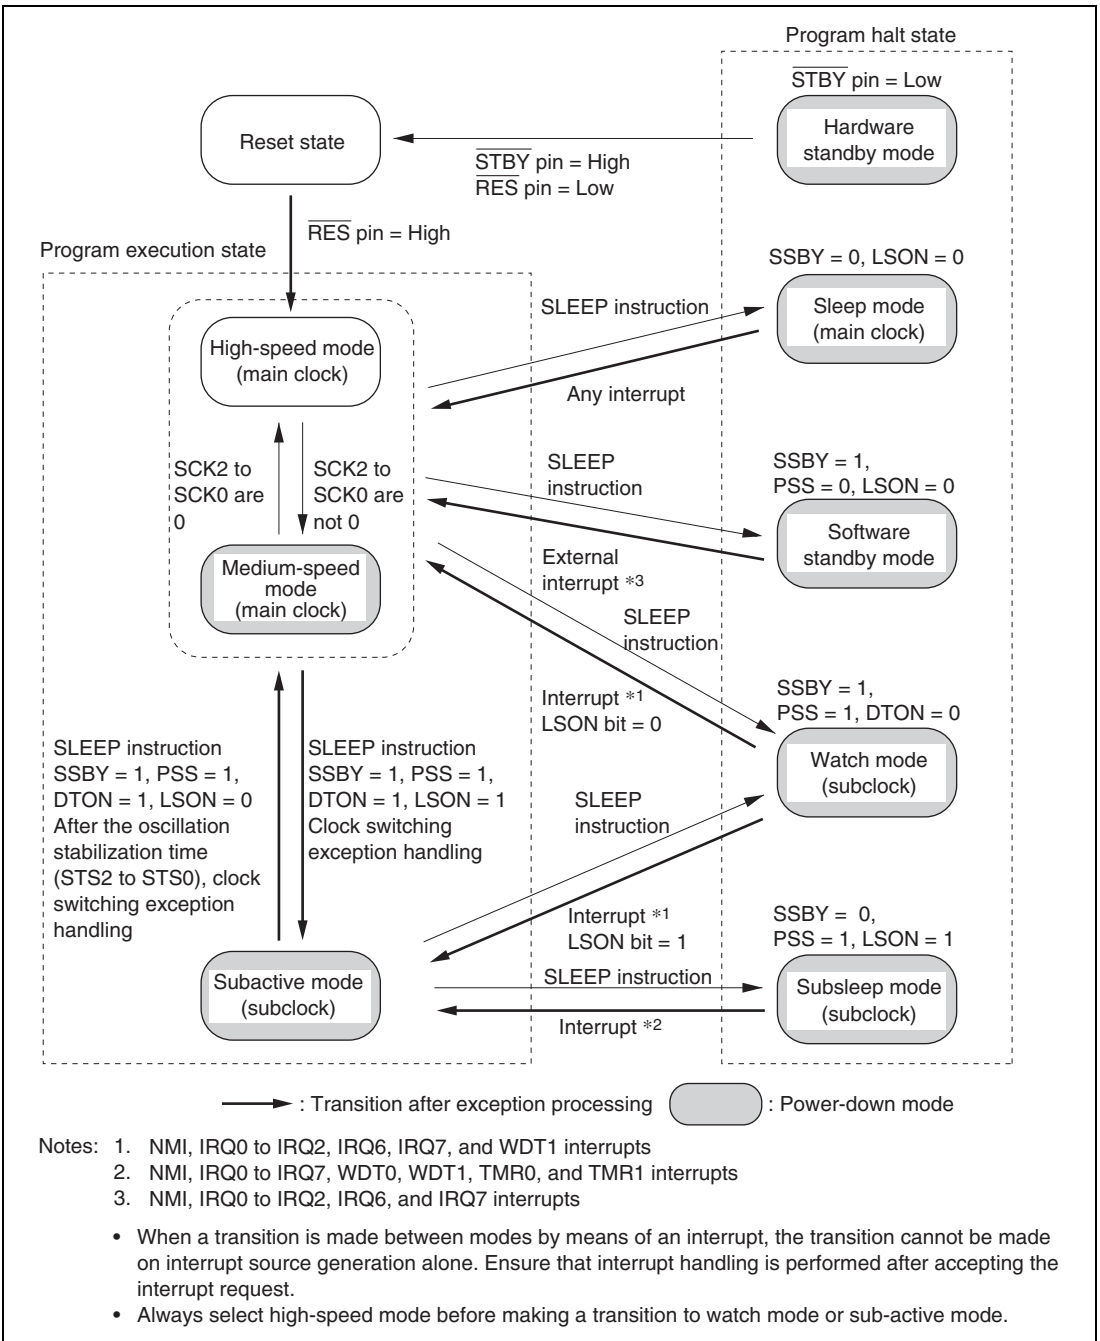 Program halt state
STBY pin = Low
Hardware
standby mode
Reset state
STBY pin = High
RES pin = Low
RES pin = High
Program execution state
SSBY = 0, LSON = 0
Sleep mode
(main clock)
SLEEP instruction
Any interrupt
High-speed mode
(main clock)
SCK2 to
SCK0 are
0
SCK2 to
SCK0 are
not 0
Medium-speed
mode
(main clock)
SLEEP
instruction
SSBY = 1,
PSS = 0, LSON = 0
Software
standby mode
External
interrupt *3
SLEEP
instruction
Interrupt *1
LSON bit = 0
SSBY = 1,
PSS = 1, DTON = 0
Watch mode
(subclock)
SLEEP instruction
SSBY = 1, PSS = 1,
DTON = 1, LSON = 0
After the oscillation
stabilization time
(STS2 to STS0), clock
switching exception
handling
SLEEP instruction
SSBY = 1, PSS = 1,
DTON = 1, LSON = 1
Clock switching
exception handling
SLEEP
instruction
Interrupt *1
LSON bit = 1
SSBY = 0,
PSS = 1, LSON = 1
Subactive mode
(subclock)
SLEEP instruction
Interrupt *2
Subsleep mode
(subclock)
: Transition after exception processing
: Power-down mode
Notes: 1. NMI, IRQ0 to IRQ2, IRQ6, IRQ7, and WDT1 interrupts
2. NMI, IRQ0 to IRQ7, WDT0, WDT1, TMR0, and TMR1 interrupts
3. NMI, IRQ0 to IRQ2, IRQ6, and IRQ7 interrupts
• When a transition is made between modes by means of an interrupt, the transition cannot be made
on interrupt source generation alone. Ensure that interrupt handling is performed after accepting the
interrupt request.
• Always select high-speed mode before making a transition to watch mode or sub-active mode.